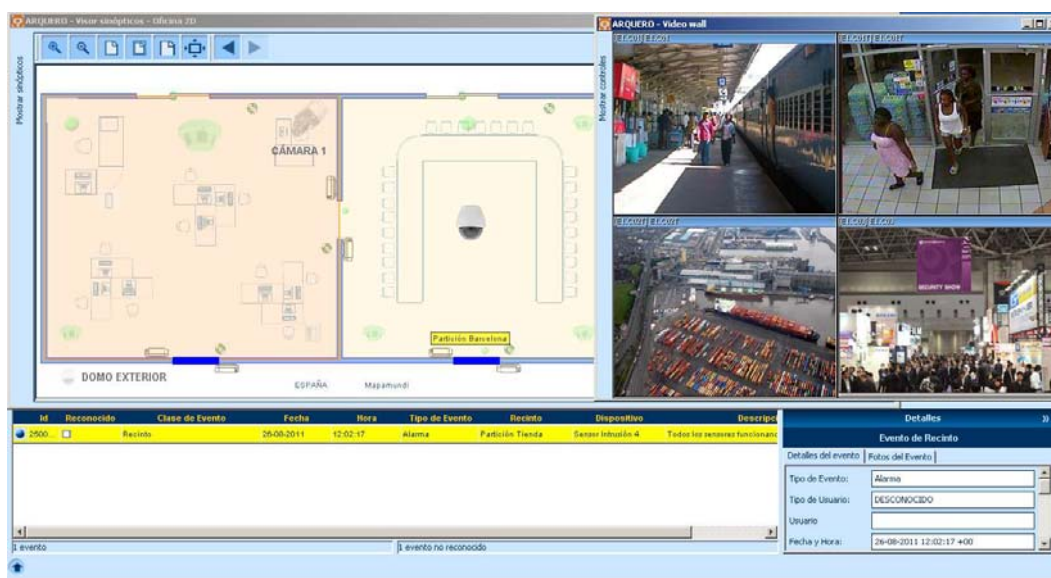 ARQUERO - Visor sinópticos - Oficina 2D
ARQUERO - Video wall
Mostrar sinópticos
Mostrar controles
CÁMARA 1
SECURITY SHOW
Partición Barcelona
DOMO EXTERIOR
ESPAÑA
Mapamundi
Id Reconocido Clase de Evento Fecha Hora Tipo de Evento Recinto Dispositivo Descripci
Recinto 26-08-2011 12:02:17 Alarma Partición Tienda Sensor Intrusión 4 Todos los sensores funcionand
Detalles
Evento de Recinto
Detalles del evento Fotos del Evento
Tipo de Evento: Alarma
Tipo de Usuario: DESCONOCIDO
Usuario
Fecha y Hora: 26-08-2011 12:02:17 +00
1 evento
1 evento no reconocido